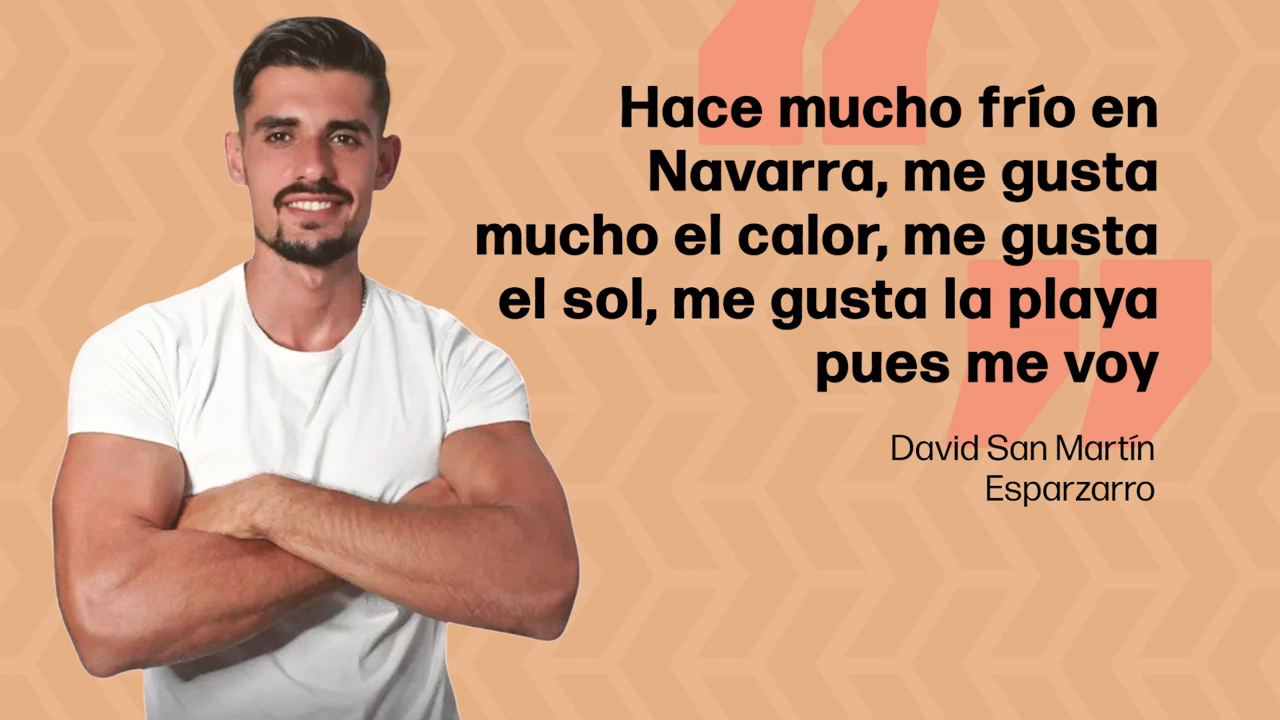 Hace mucho frío en
Navarra, me gusta
mucho el calor, me gusta
el sol, me gusta la playa
pues me voy
David San Martín
Esparzarro